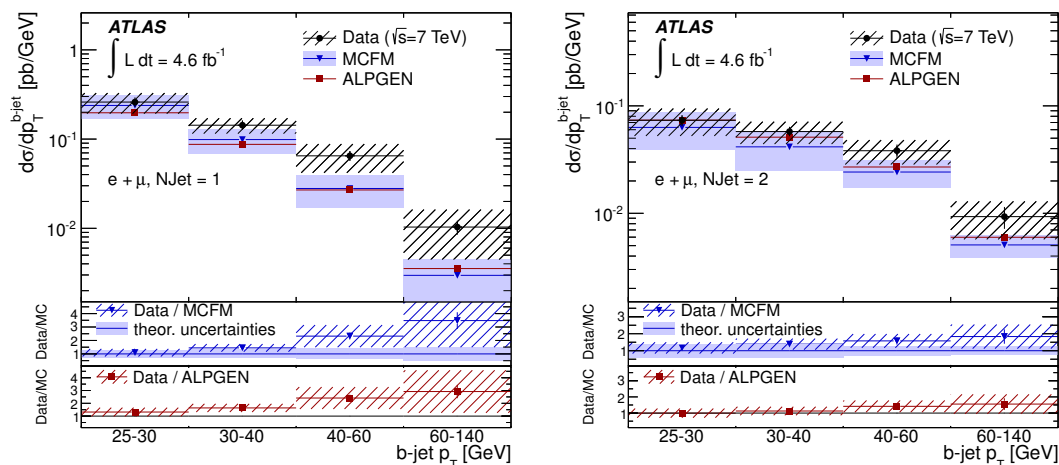 ATLAS
∫ L dt = 4.6 fb⁻¹
Data (√s=7 TeV)
MCFM
ALPGEN
e + μ, NJet = 1
dσ/dp_T^{b-jet} [pb/GeV]
1
10⁻¹
10⁻²
Data / MCFM
theor. uncertainties
Data/MC
4
3
2
1
Data / ALPGEN
Data/MC
4
3
2
1
25-30 30-40 40-60 60-140
b-jet p_T [GeV]
ATLAS
∫ L dt = 4.6 fb⁻¹
Data (√s=7 TeV)
MCFM
ALPGEN
e + μ, NJet = 2
dσ/dp_T^{b-jet} [pb/GeV]
10⁻¹
10⁻²
Data / MCFM
theor. uncertainties
Data/MC
3
2
1
Data / ALPGEN
Data/MC
3
2
1
25-30 30-40 40-60 60-140
b-jet p_T [GeV]